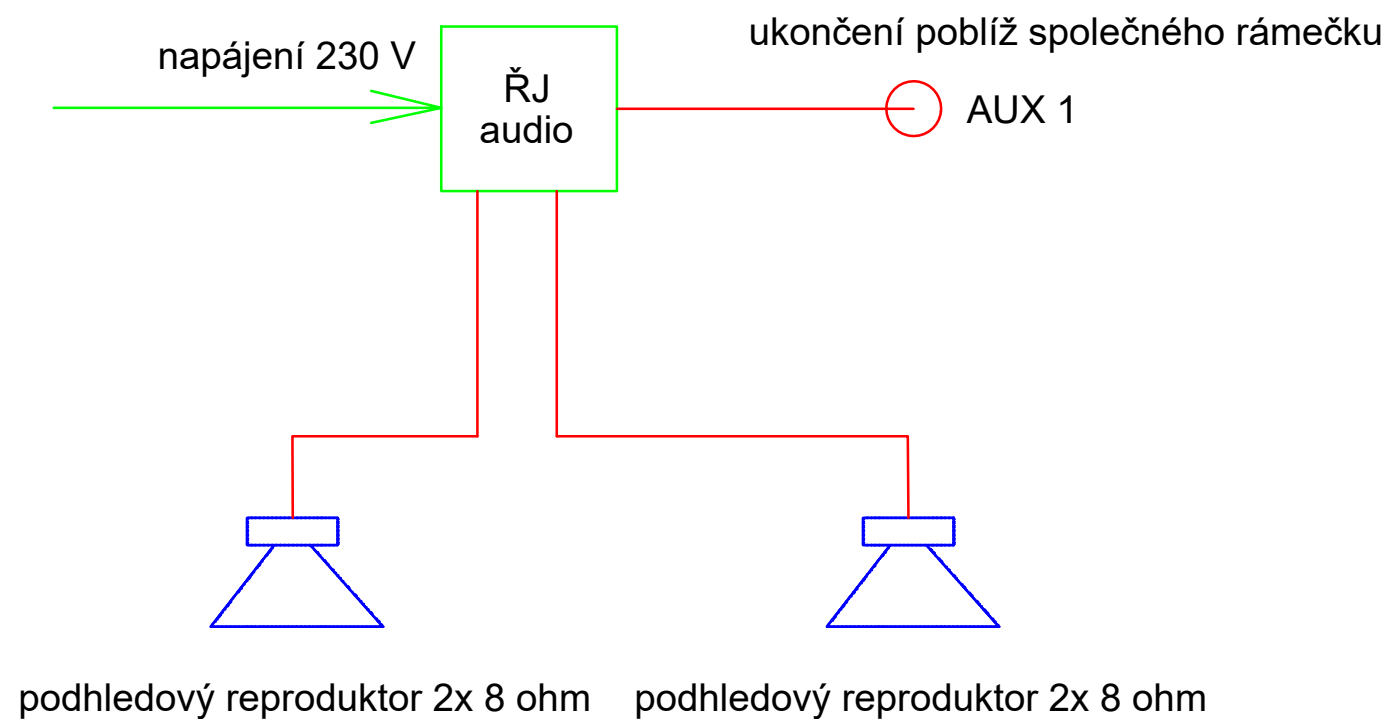 ukončení poblíž společného rámečku
napájení 230 V
ŘJ
audio
AUX 1
podhledový reproduktor 2x 8 ohm
podhledový reproduktor 2x 8 ohm